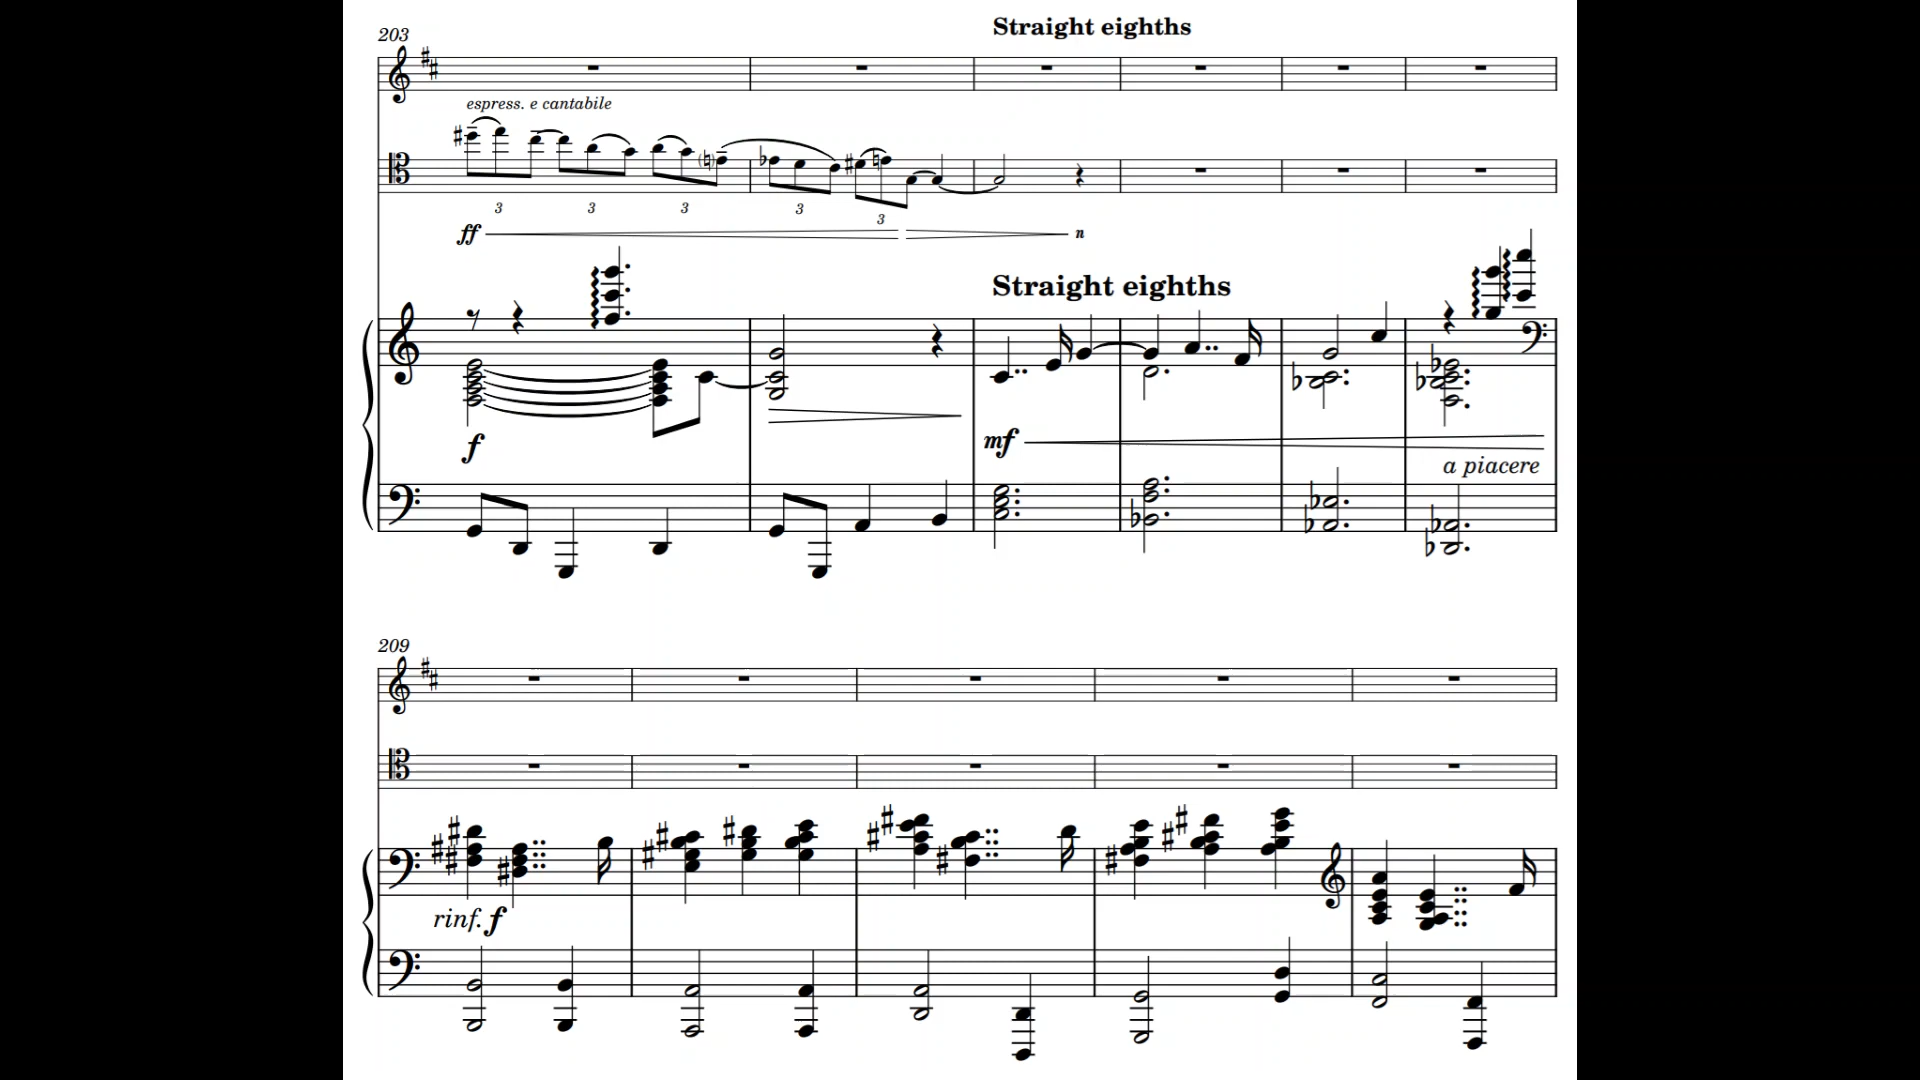 Straight eighths
203
espress. e cantabile
3 3 3 3 3
ff n
Straight eighths
f mf
a piacere
209
rinf. f